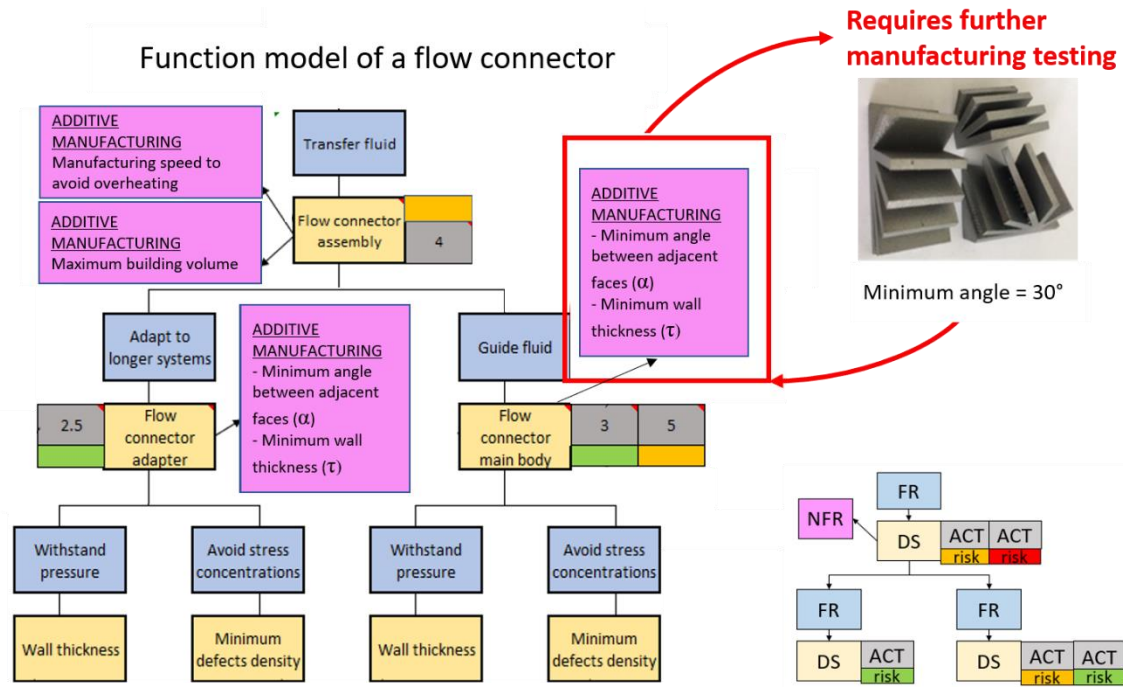 Function model of a flow connector
Requires further
manufacturing testing
ADDITIVE
MANUFACTURING
Manufacturing speed to
avoid overheating
Transfer fluid
ADDITIVE
MANUFACTURING
Maximum building volume
Flow connector
assembly
4
ADDITIVE
MANUFACTURING
- Minimum angle
between adjacent
faces (α)
- Minimum wall
thickness (τ)
Minimum angle = 30°
Adapt to
longer systems
ADDITIVE
MANUFACTURING
- Minimum angle
between adjacent
faces (α)
- Minimum wall
thickness (τ)
Guide fluid
2.5
Flow
connector
adapter
Flow
connector
main body
3
5
Withstand
pressure
Avoid stress
concentrations
Withstand
pressure
Avoid stress
concentrations
Wall thickness
Minimum
defects density
Wall thickness
Minimum
defects density
FR
NFR
DS
ACT
ACT
risk
risk
FR
FR
DS
ACT
risk
DS
ACT
ACT
risk
risk